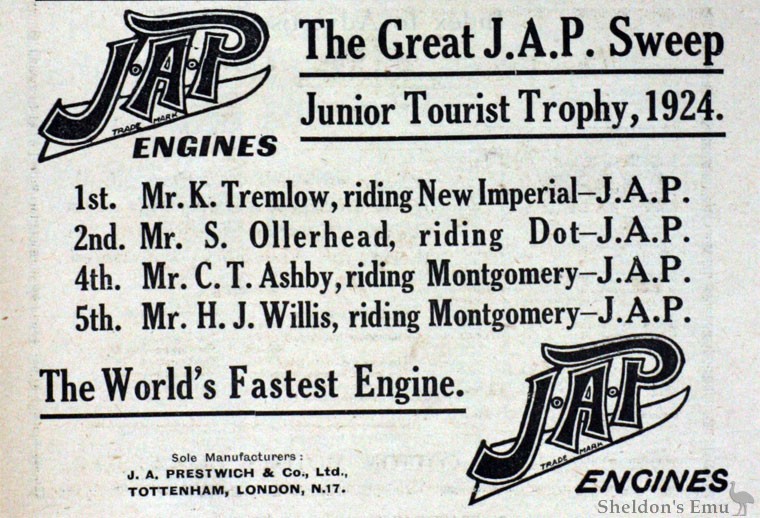 J.A.P
TRADE MARK
ENGINES
The Great J.A.P. Sweep
Junior Tourist Trophy, 1924.
1st. Mr. K. Tremlow, riding New Imperial–J.A.P.
2nd. Mr. S. Ollerhead, riding Dot–J.A.P.
4th. Mr. C. T. Ashby, riding Montgomery–J.A.P.
5th. Mr. H. J. Willis, riding Montgomery–J.A.P.
The World's Fastest Engine.
Sole Manufacturers:
J. A. PRESTWICH & Co., Ltd.,
TOTTENHAM, LONDON, N.17.
J.A.P
TRADE MARK
ENGINES
Sheldon's Emu